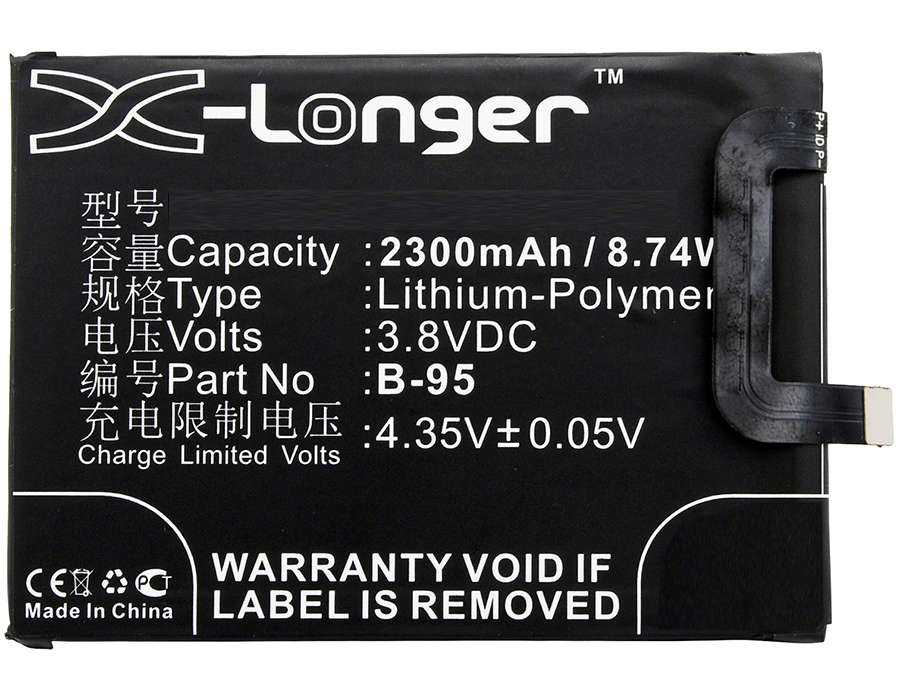 X-Longer™
P+ ID P-
型号
容量Capacity :2300mAh / 8.74W
规格Type :Lithium-Polymer
电压Volts :3.8VDC
编号Part No :B-95
充电限制电压 :4.35V±0.05V
Charge Limited Volts
CE PCT
Made In China
WARRANTY VOID IF
LABEL IS REMOVED